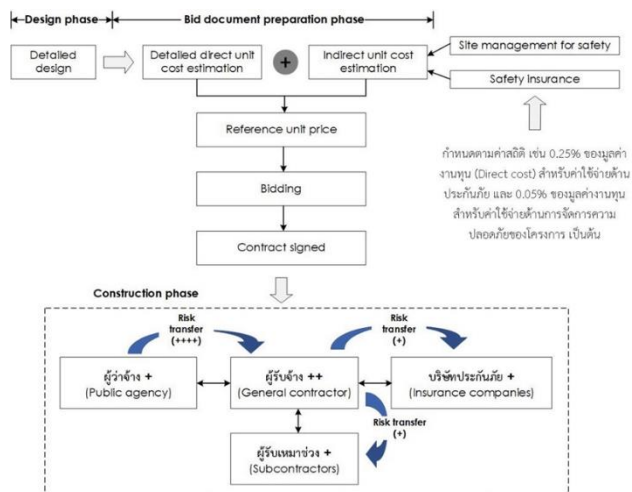 Design phase
Bid document preparation phase
Detailed
design
Detailed direct unit
cost estimation
+
Indirect unit cost
estimation
Site management for safety
Safety insurance
Reference unit price
กำหนดตามค่าสถิติ เช่น 0.25% ของมูลค่า
งานทุน (Direct cost) สำหรับค่าใช้จ่ายด้าน
ประกันภัย และ 0.05% ของมูลค่างานทุน
สำหรับค่าใช้จ่ายด้านการจัดการความ
ปลอดภัยของโครงการ เป็นต้น
Bidding
Contract signed
Construction phase
Risk
transfer
(++++)
Risk
transfer
(+)
ผู้ว่าจ้าง +
(Public agency)
ผู้รับจ้าง ++
(General contractor)
บริษัทประกันภัย +
(Insurance companies)
Risk transfer
(+)
ผู้รับเหมาช่วง +
(Subcontractors)